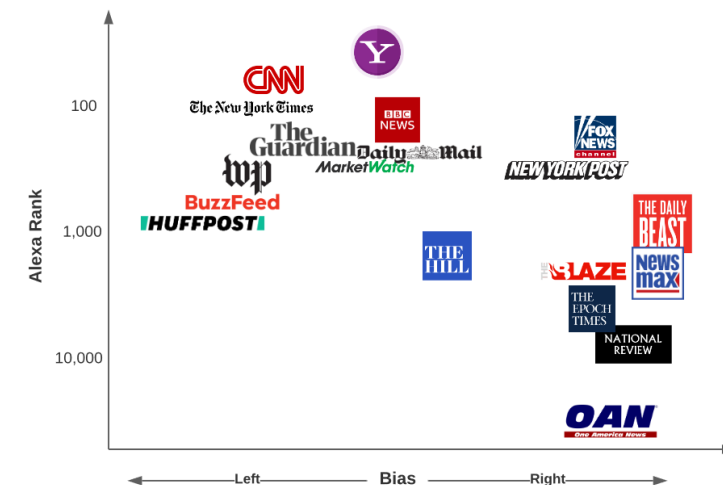 Y
CNN
The New York Times
100
BBC
NEWS
FOX
NEWS
channel
The
Guardian
Daily Mail
MarketWatch
NEW YORK POST
wp
BuzzFeed
HUFFPOST
THE DAILY
BEAST
1,000
THE
HILL
THE BLAZE
News
max
THE
EPOCH
TIMES
NATIONAL
REVIEW
10,000
OAN
One America News
Alexa Rank
Left
Bias
Right